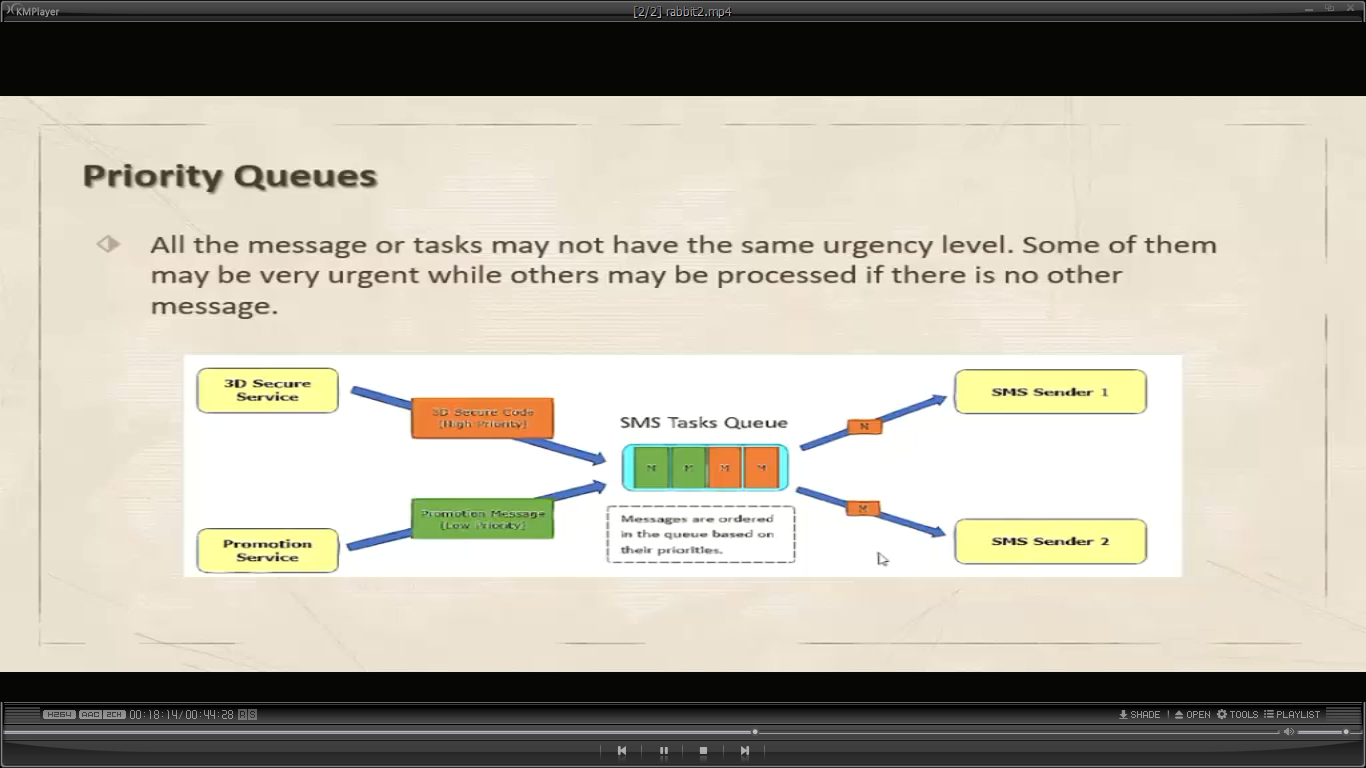 KMPlayer
[2/2] rabbit2.mp4
Priority Queues
All the message or tasks may not have the same urgency level. Some of them
may be very urgent while others may be processed if there is no other
message.
3D Secure
Service
3D Secure Code
(High Priority)
SMS Tasks Queue
M M M M
Promotion Message
(Low Priority)
Promotion
Service
Messages are ordered
in the queue based on
their priorities.
M
M
SMS Sender 1
SMS Sender 2
H264 AAC 2CH 00:18:14/00:44:28 R S
SHADE OPEN TOOLS PLAYLIST